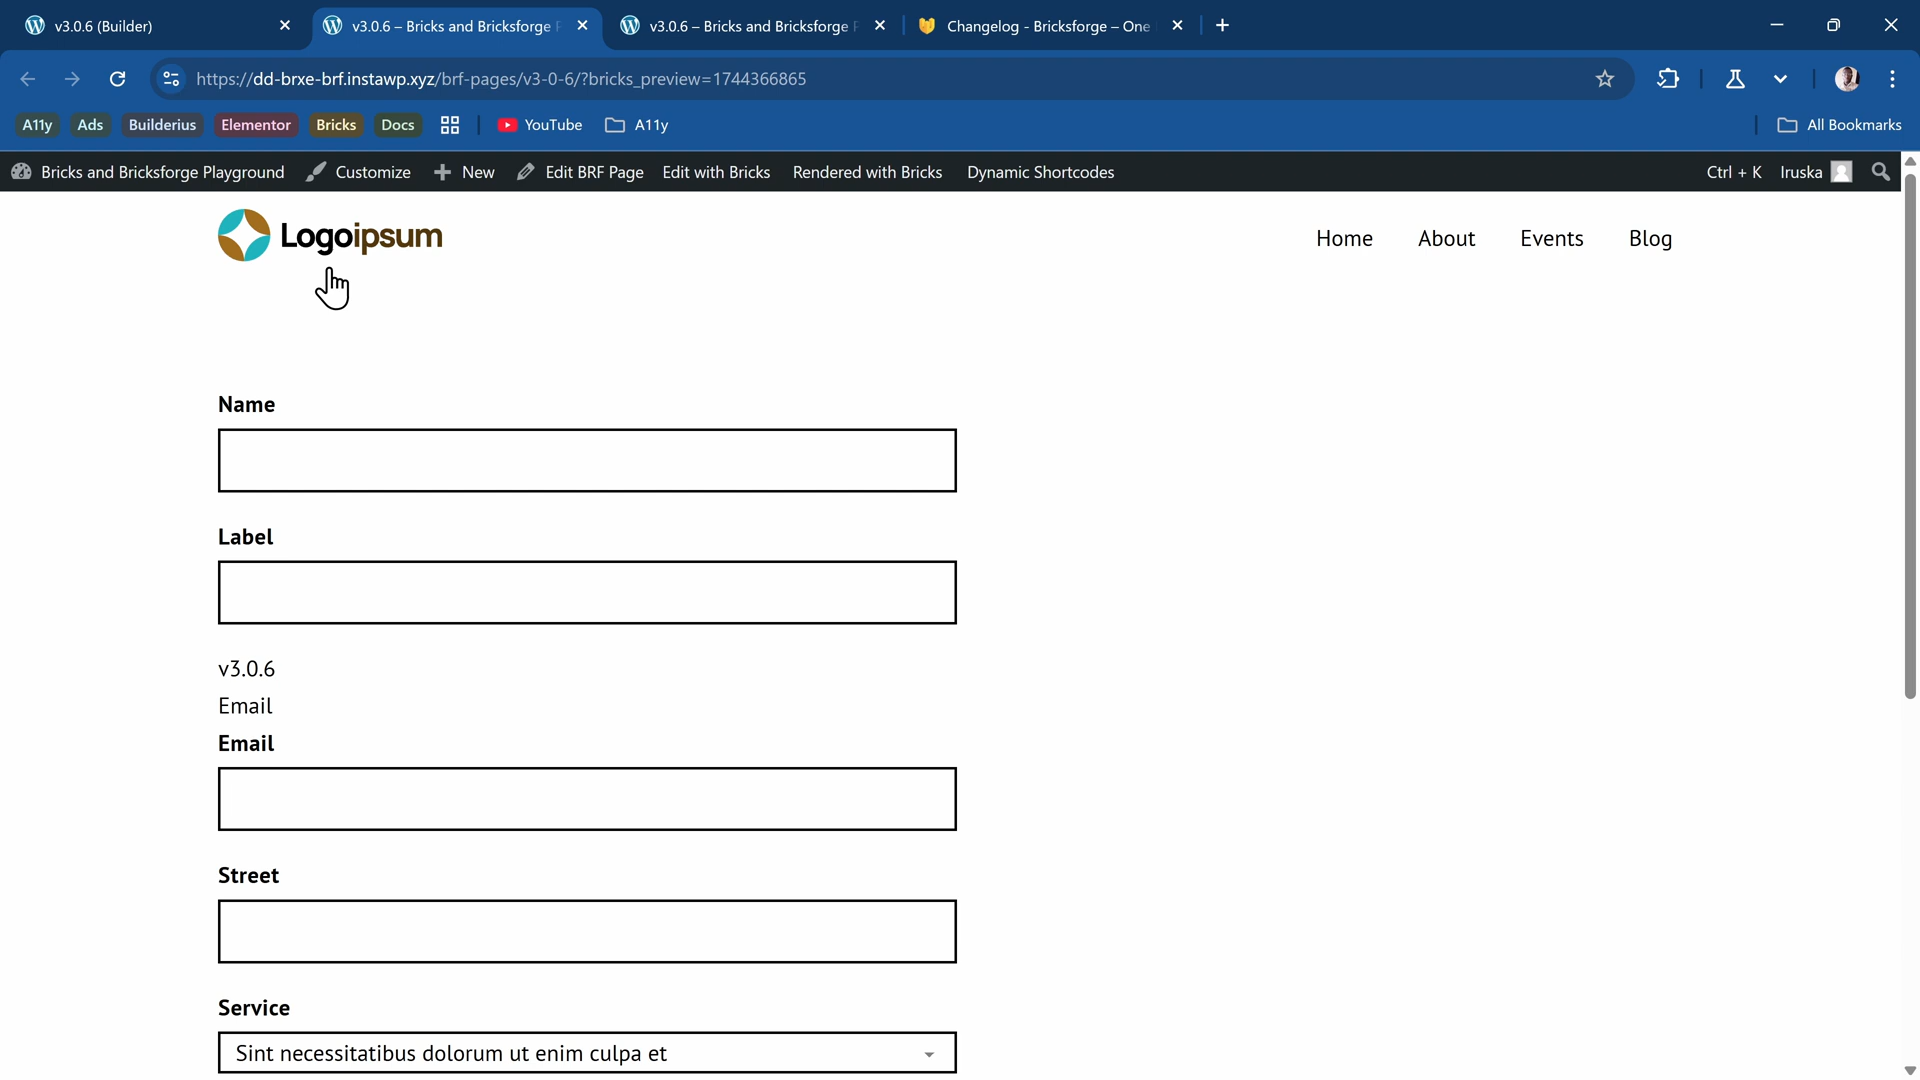 v3.0.6 (Builder)
v3.0.6 – Bricks and Bricksforge
v3.0.6 – Bricks and Bricksforge
Changelog - Bricksforge – One
https://dd-brxe-brf.instawp.xyz/brf-pages/v3-0-6/?bricks_preview=1744366865
A11y Ads Builderius Elementor Bricks Docs YouTube A11y All Bookmarks
Bricks and Bricksforge Playground Customize New Edit BRF Page Edit with Bricks Rendered with Bricks Dynamic Shortcodes Ctrl + K Iruska
Logoipsum
Home About Events Blog
Name
Label
v3.0.6
Email
Email
Street
Service
Sint necessitatibus dolorum ut enim culpa et